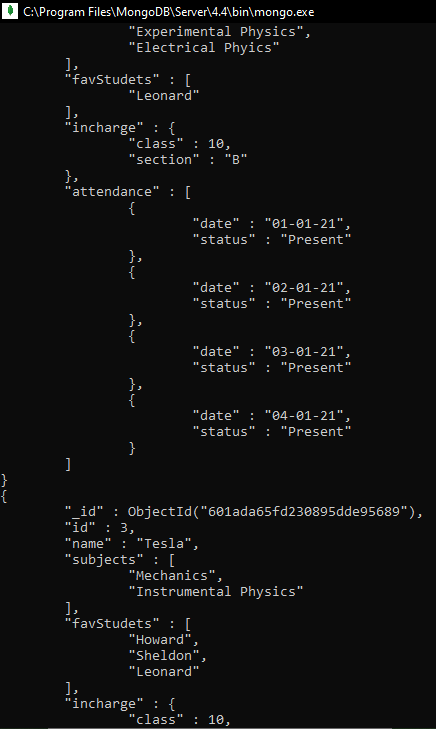 C:\Program Files\MongoDB\Server\4.4\bin\mongo.exe
"Experimental Physics",
"Electrical Phyics"
],
"favStudets" : [
"Leonard"
],
"incharge" : {
"class" : 10,
"section" : "B"
},
"attendance" : [
{
"date" : "01-01-21",
"status" : "Present"
},
{
"date" : "02-01-21",
"status" : "Present"
},
{
"date" : "03-01-21",
"status" : "Present"
},
{
"date" : "04-01-21",
"status" : "Present"
}
]
}
{
"_id" : ObjectId("601ada65fd230895dde95689"),
"id" : 3,
"name" : "Tesla",
"subjects" : [
"Mechanics",
"Instrumental Physics"
],
"favStudets" : [
"Howard",
"Sheldon",
"Leonard"
],
"incharge" : {
"class" : 10,